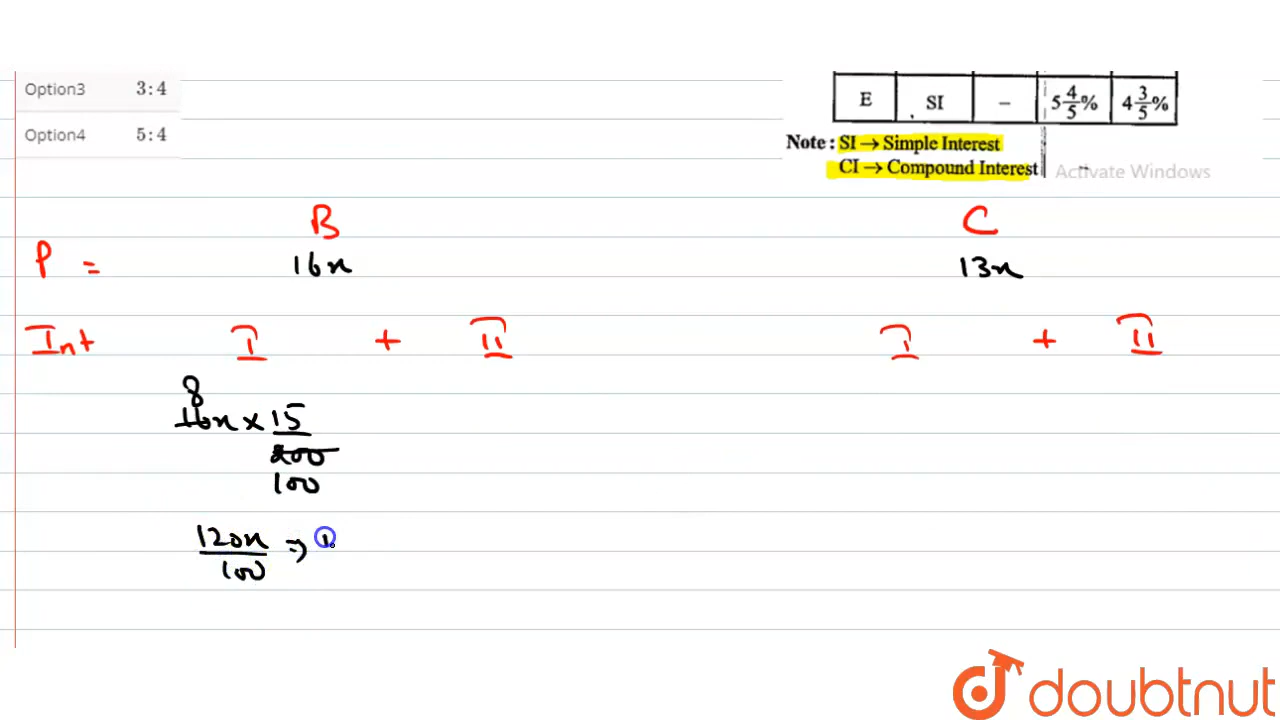 Option3 3:4
Option4 5:4
E SI – 5 4/5% 4 3/5%
Note: SI → Simple Interest
CI → Compound Interest
Activate Windows
B C
P = 16x 13x
Int I + II I + II
8
16x × 15
200
100
120x/100 ⇒ 1.
doubtnut